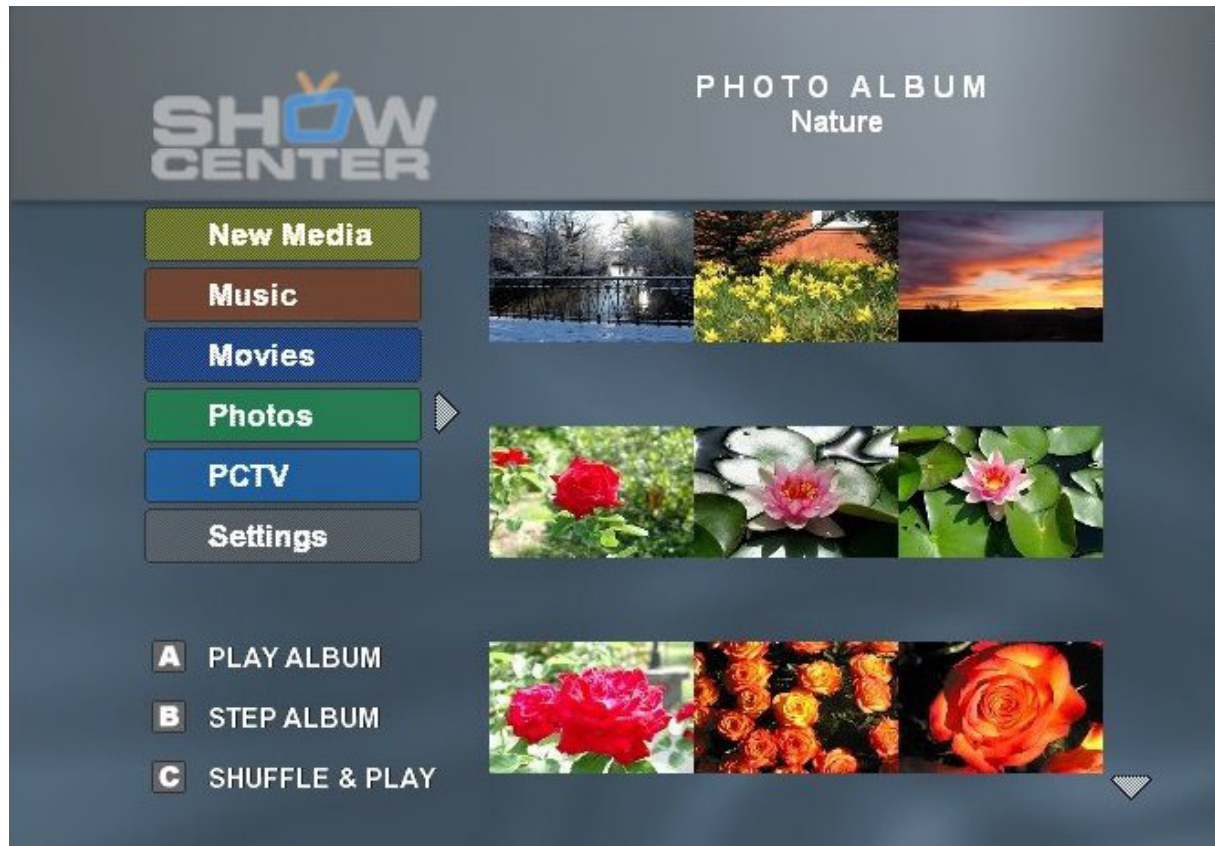 SHOW
CENTER
PHOTO ALBUM
Nature
New Media
Music
Movies
Photos
PCTV
Settings
A PLAY ALBUM
B STEP ALBUM
C SHUFFLE & PLAY